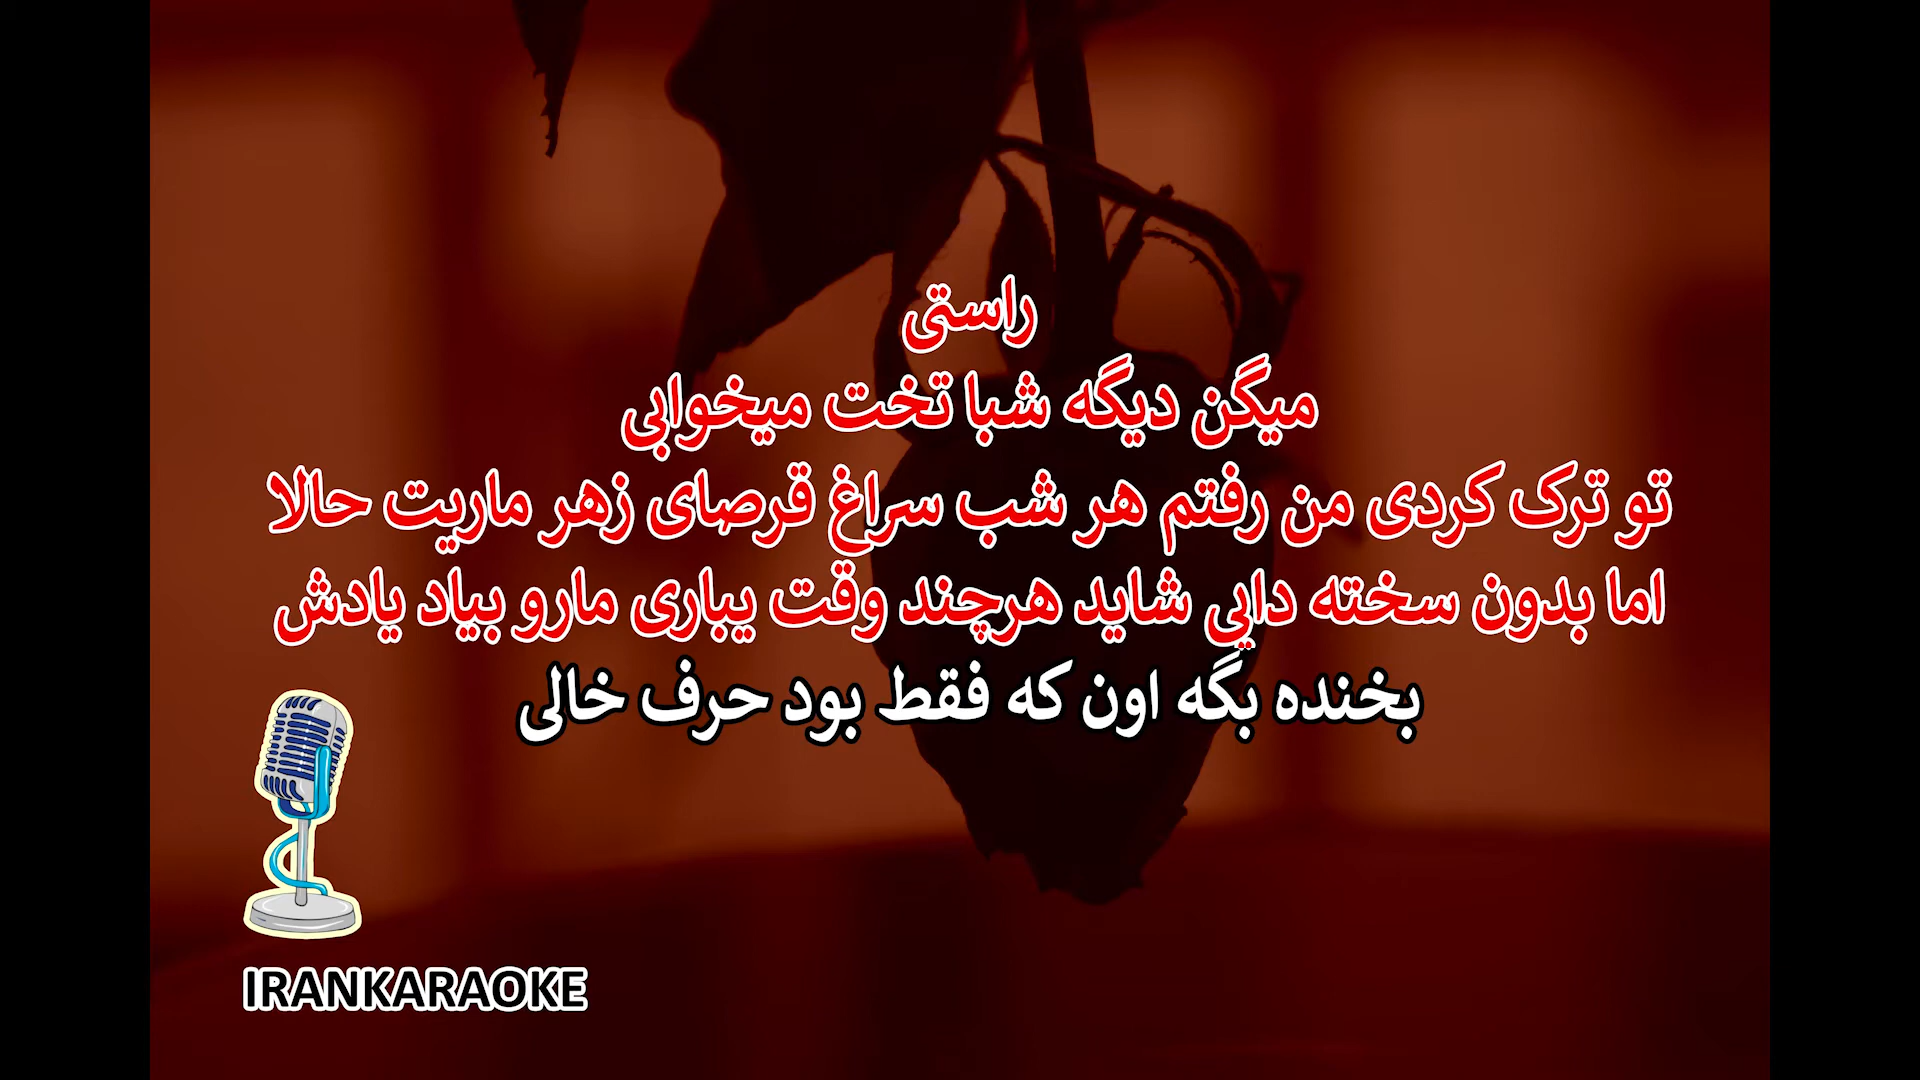 راستی
میگن دیگه شبا تخت میخوابی
تو ترک کردی من رفتم هر شب سراغ قرصای زهر ماریت حالا
اما بدون سخته دایی شاید هرچند وقت یباری مارو بیاد یادش
بخنده بگه اون که فقط بود حرف خالی
IRANKARAOKE